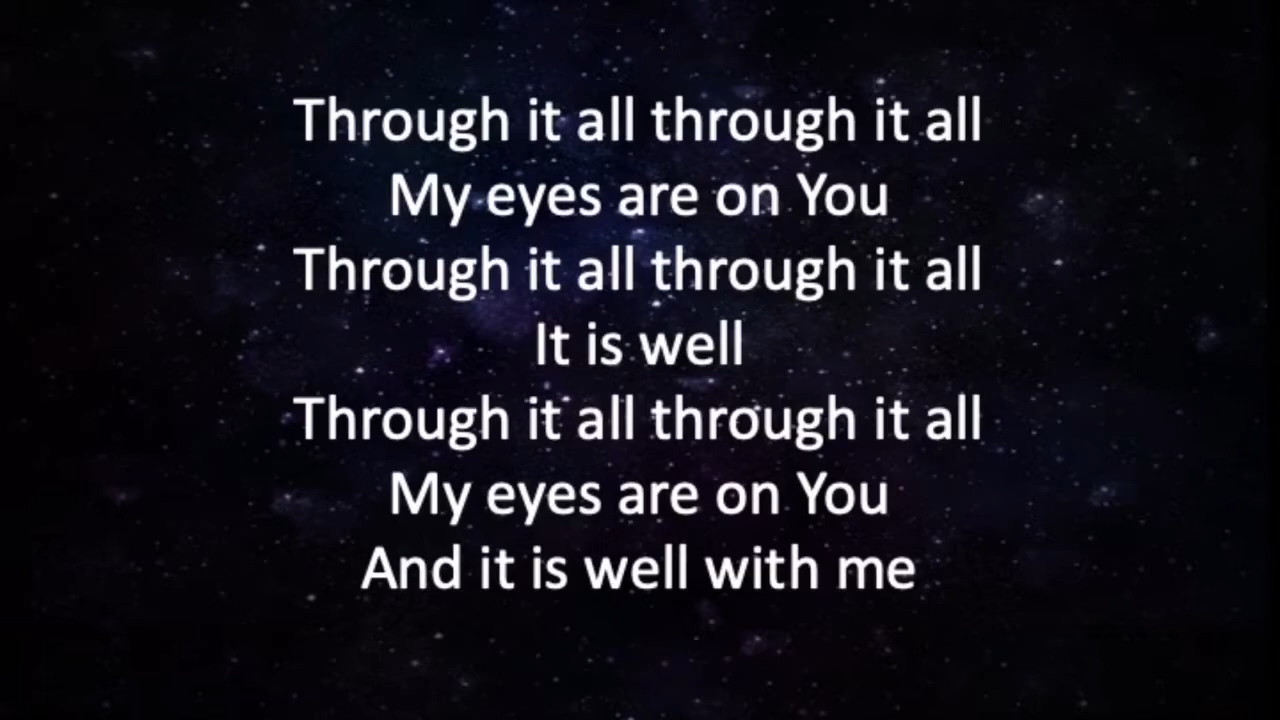 Through it all through it all
My eyes are on You
Through it all through it all
It is well
Through it all through it all
My eyes are on You
And it is well with me